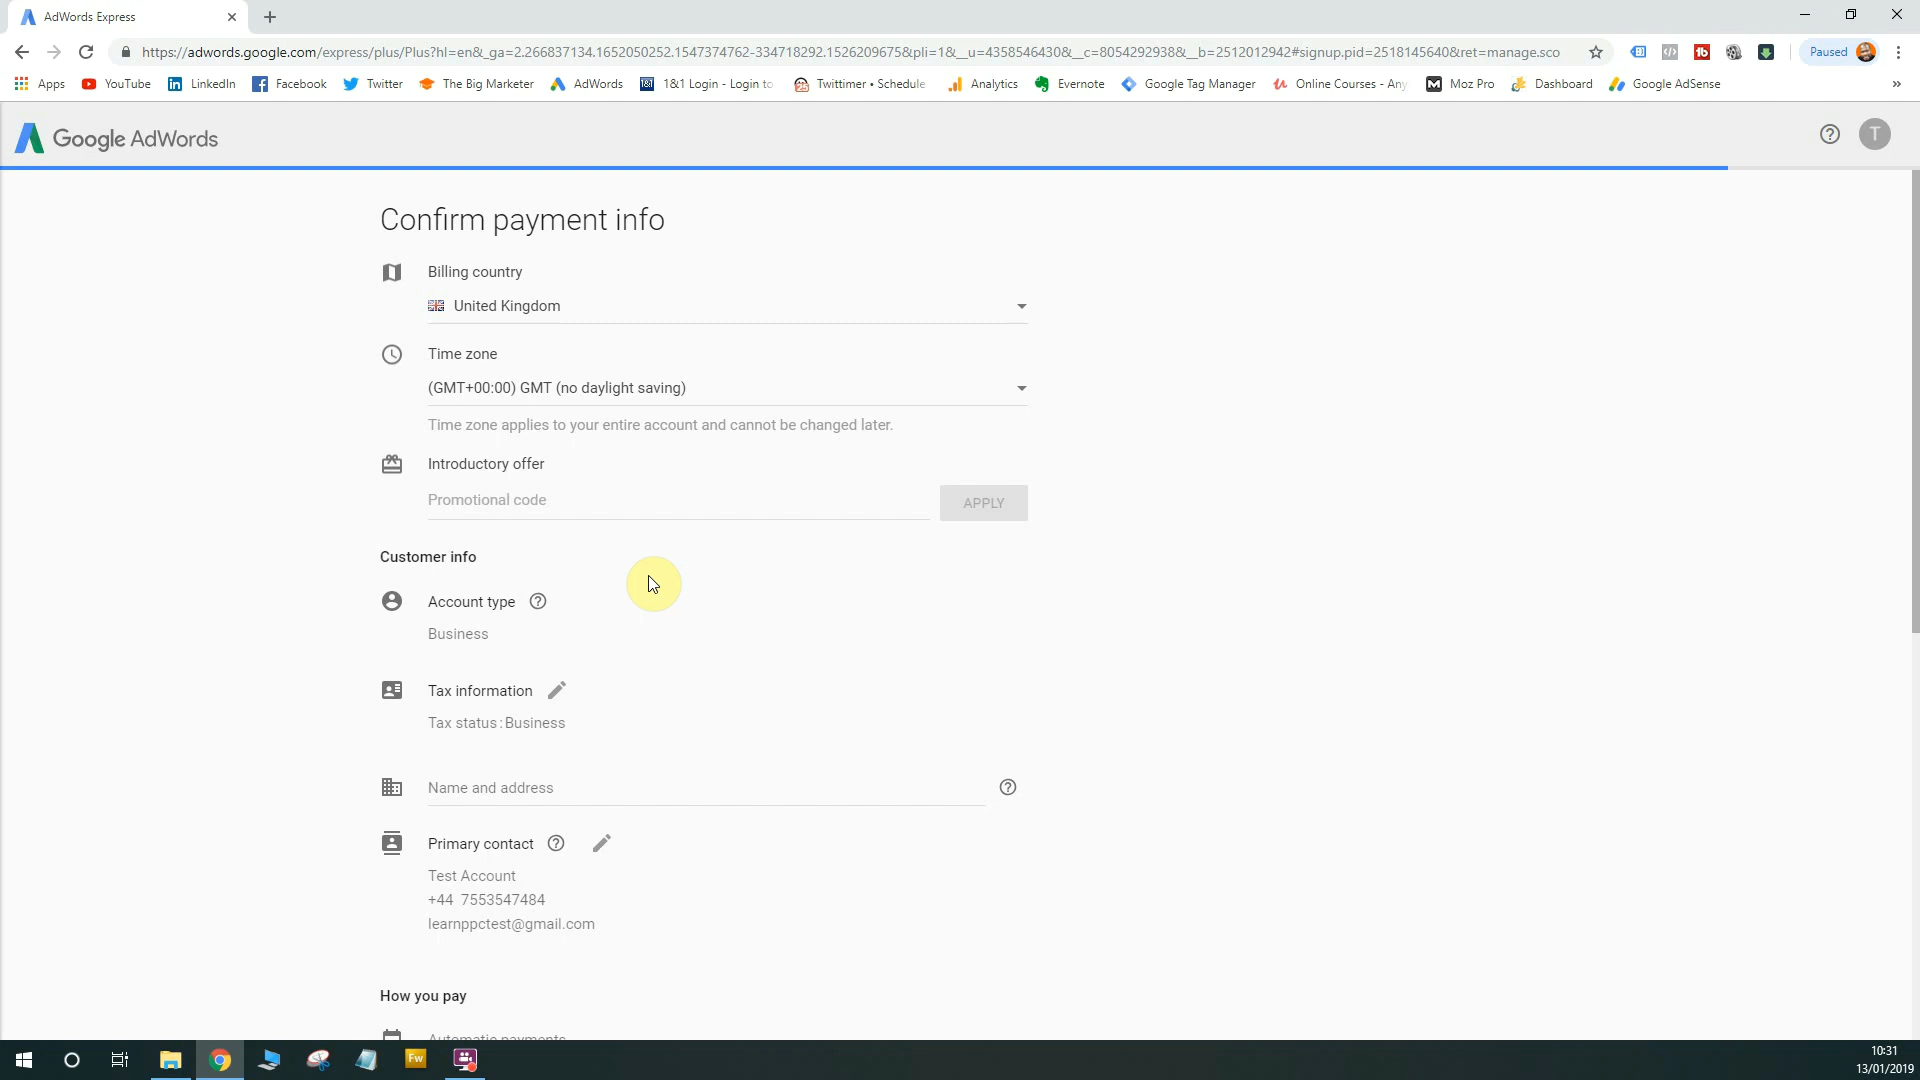 AdWords Express
https://adwords.google.com/express/plus/Plus?hl=en&_ga=2.266837134.1652050252.1547374762-334718292.1526209675&pli=1&__u=4358546430&__c=8054292938&__b=2512012942#signup.pid=2518145640&ret=manage.sco
Paused
Apps YouTube LinkedIn Facebook Twitter The Big Marketer AdWords 1&1 Login - Login to Twittimer • Schedule Analytics Evernote Google Tag Manager Online Courses - Any Moz Pro Dashboard Google AdSense »
Google AdWords
T
Confirm payment info
Billing country
United Kingdom
Time zone
(GMT+00:00) GMT (no daylight saving)
Time zone applies to your entire account and cannot be changed later.
Introductory offer
Promotional code
APPLY
Customer info
Account type
Business
Tax information
Tax status: Business
Name and address
Primary contact
Test Account
+44 7553547484
learnppctest@gmail.com
How you pay
Automatic payments
Fw
10:31
13/01/2019